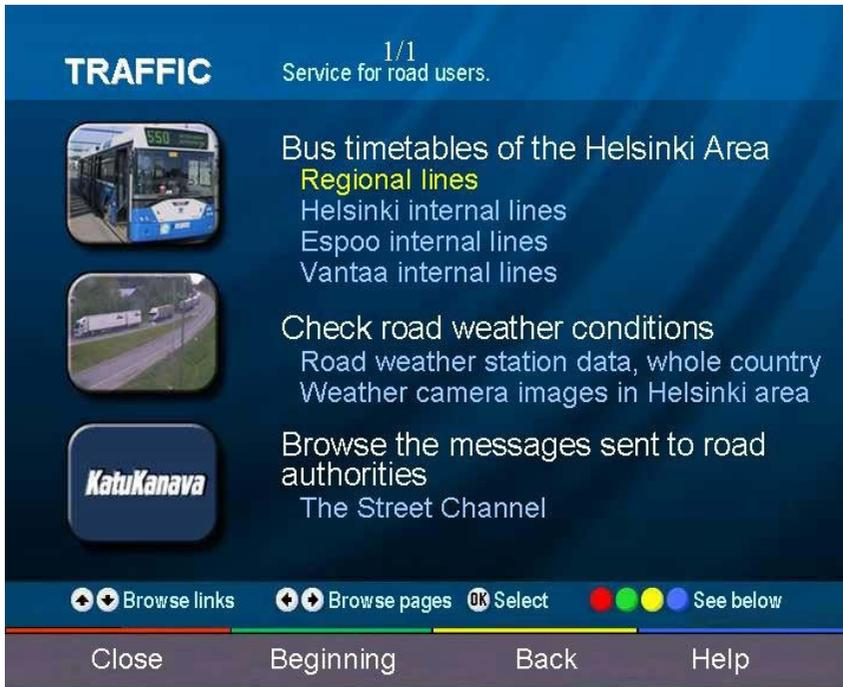 TRAFFIC
1/1
Service for road users.
550
Bus timetables of the Helsinki Area
Regional lines
Helsinki internal lines
Espoo internal lines
Vantaa internal lines
Check road weather conditions
Road weather station data, whole country
Weather camera images in Helsinki area
KatuKanava
Browse the messages sent to road
authorities
The Street Channel
Browse links
Browse pages
OK Select
See below
Close
Beginning
Back
Help